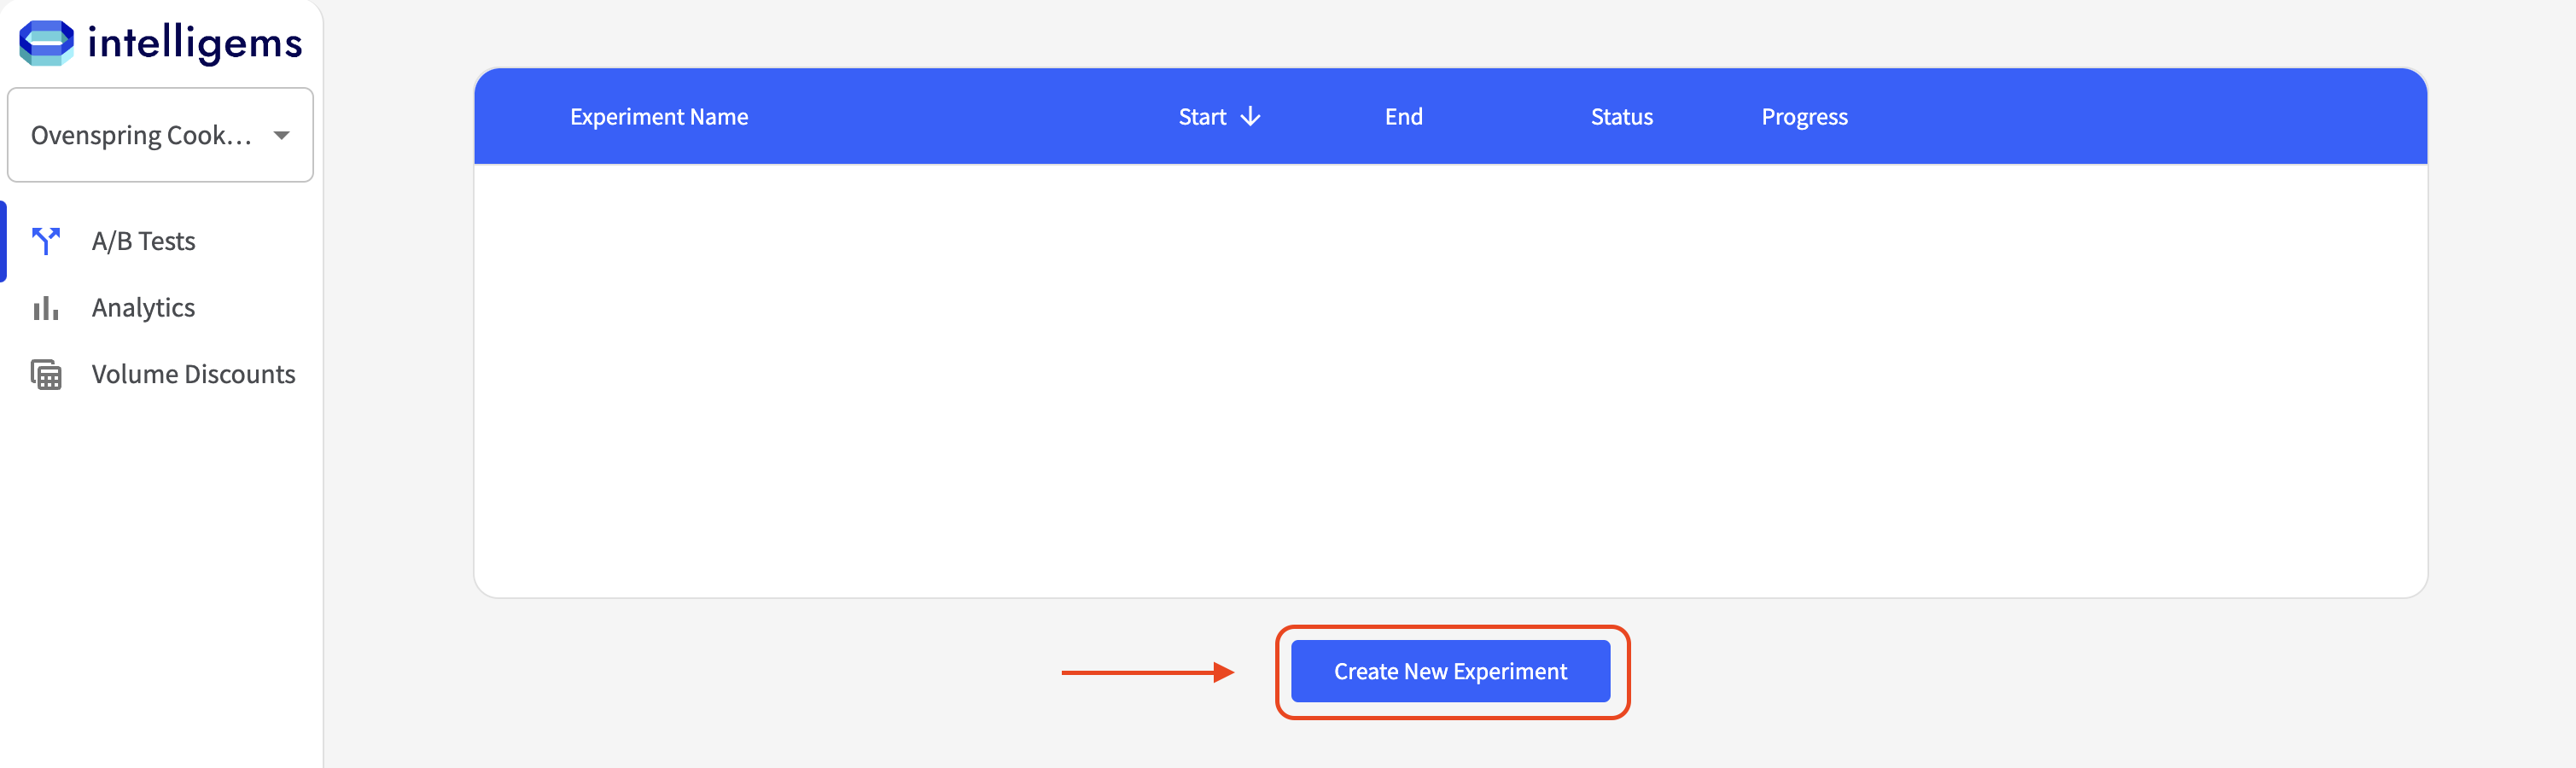 intelligems
Ovenspring Cook...
A/B Tests
Analytics
Volume Discounts
Experiment Name Start End Status Progress
Create New Experiment